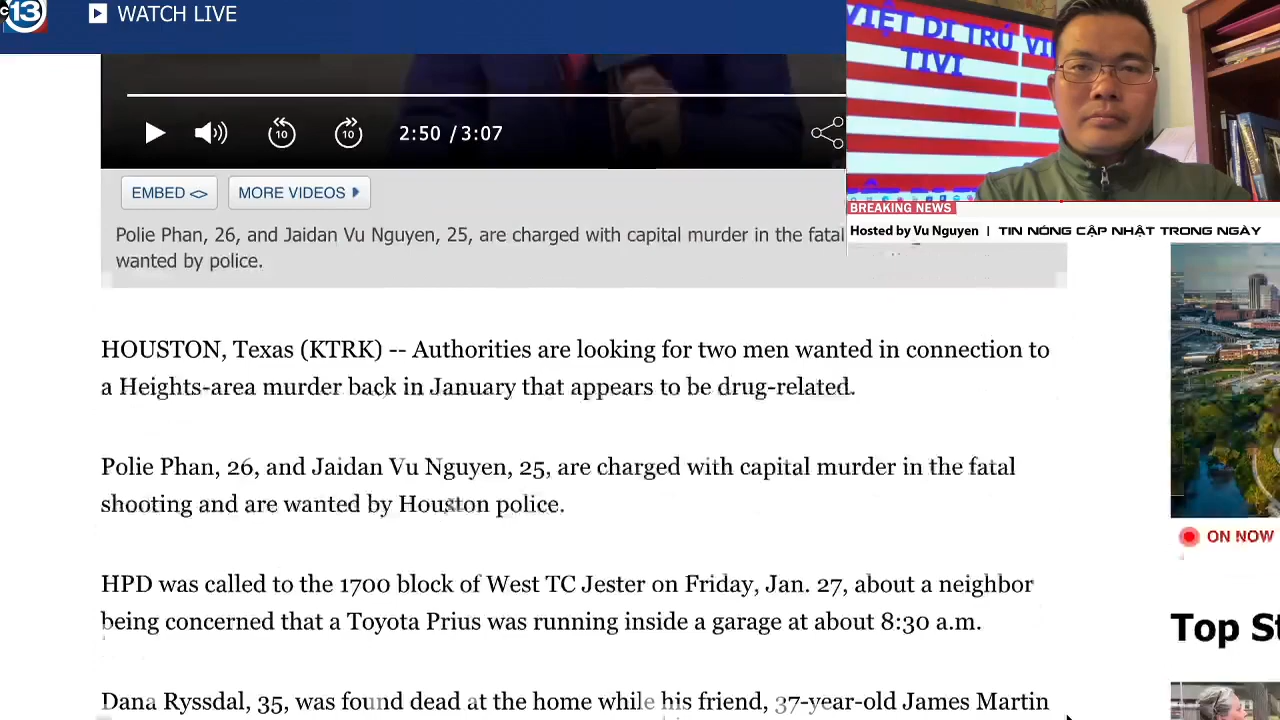 13
WATCH LIVE
VIỆT DI TRÚ
TIVI
10
10
2:50 / 3:07
EMBED <>
MORE VIDEOS
BREAKING NEWS
Hosted by Vu Nguyen | TIN NÓNG CẬP NHẬT TRONG NGÀY
Polie Phan, 26, and Jaidan Vu Nguyen, 25, are charged with capital murder in the fatal
wanted by police.
HOUSTON, Texas (KTRK) -- Authorities are looking for two men wanted in connection to
a Heights-area murder back in January that appears to be drug-related.
Polie Phan, 26, and Jaidan Vu Nguyen, 25, are charged with capital murder in the fatal
shooting and are wanted by Houston police.
ON NOW
HPD was called to the 1700 block of West TC Jester on Friday, Jan. 27, about a neighbor
being concerned that a Toyota Prius was running inside a garage at about 8:30 a.m.
Top St
Dana Ryssdal, 35, was found dead at the home while his friend, 37-year-old James Martin